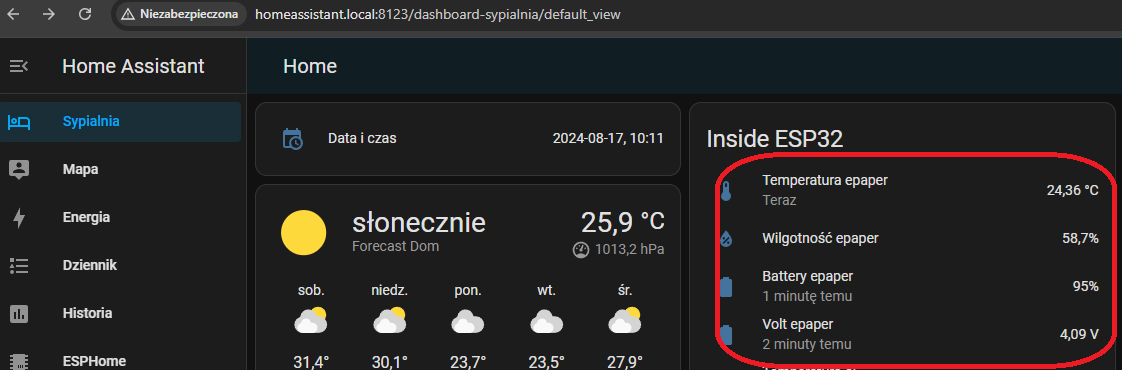 Niezabezpieczona
homeassistant.local:8123/dashboard-sypialnia/default_view
Home Assistant
Home
Sypialnia
Mapa
Energia
Dziennik
Historia
ESPHome
Data i czas
2024-08-17, 10:11
słonecznie
Forecast Dom
25,9 °C
1013,2 hPa
sob. niedz. pon. wt. śr.
31,4° 30,1° 23,7° 23,5° 27,9°
Inside ESP32
Temperatura epaper
Teraz
24,36 °C
Wilgotność epaper
58,7%
Battery epaper
1 minutę temu
95%
Volt epaper
2 minuty temu
4,09 V